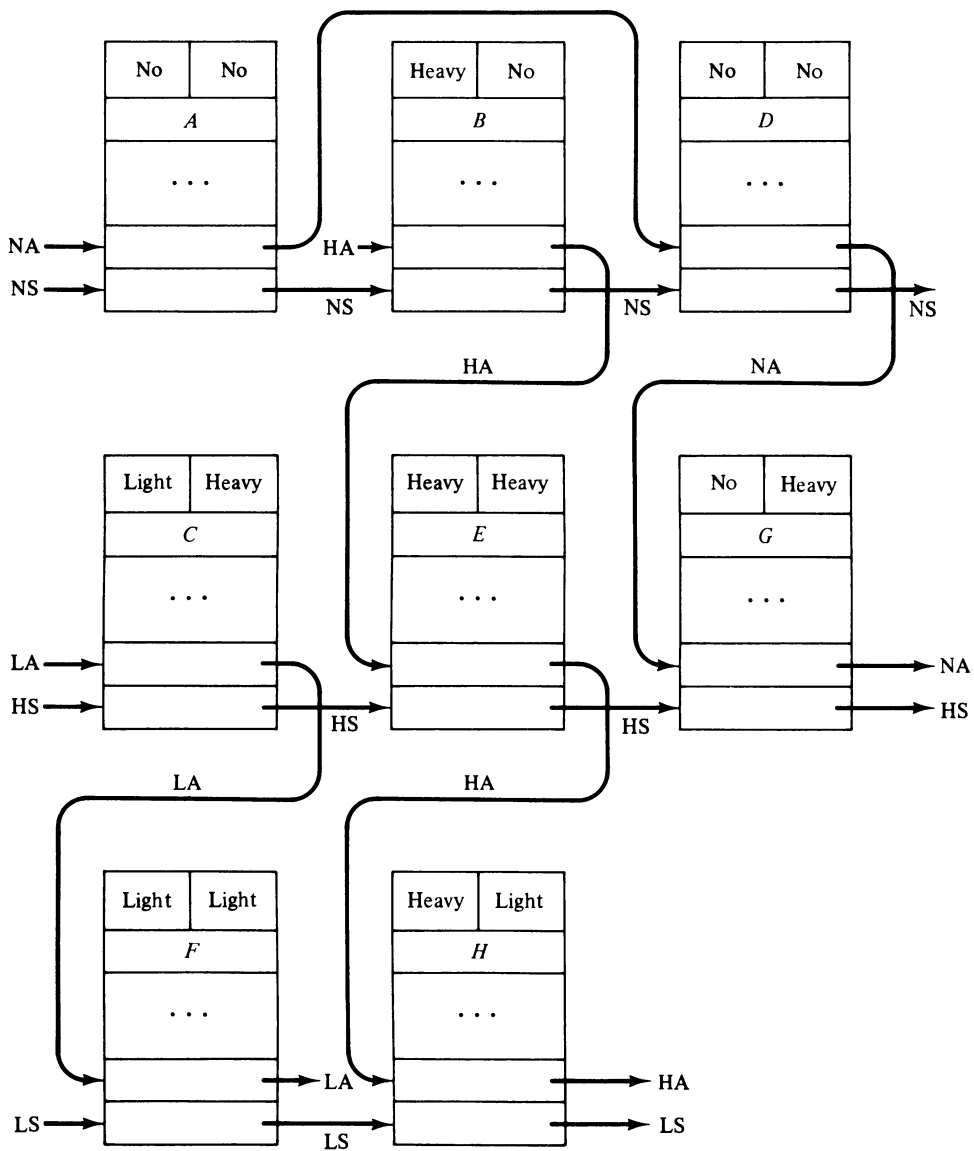 No No Heavy No No No
A B D
... ... ...
NA HA
NS NS NS NS
HA NA
Light Heavy Heavy Heavy No Heavy
C E G
... ... ...
LA NA
HS HS HS HS
LA HA
Light Light Heavy Light
F H
... ...
LA HA
LS LS LS